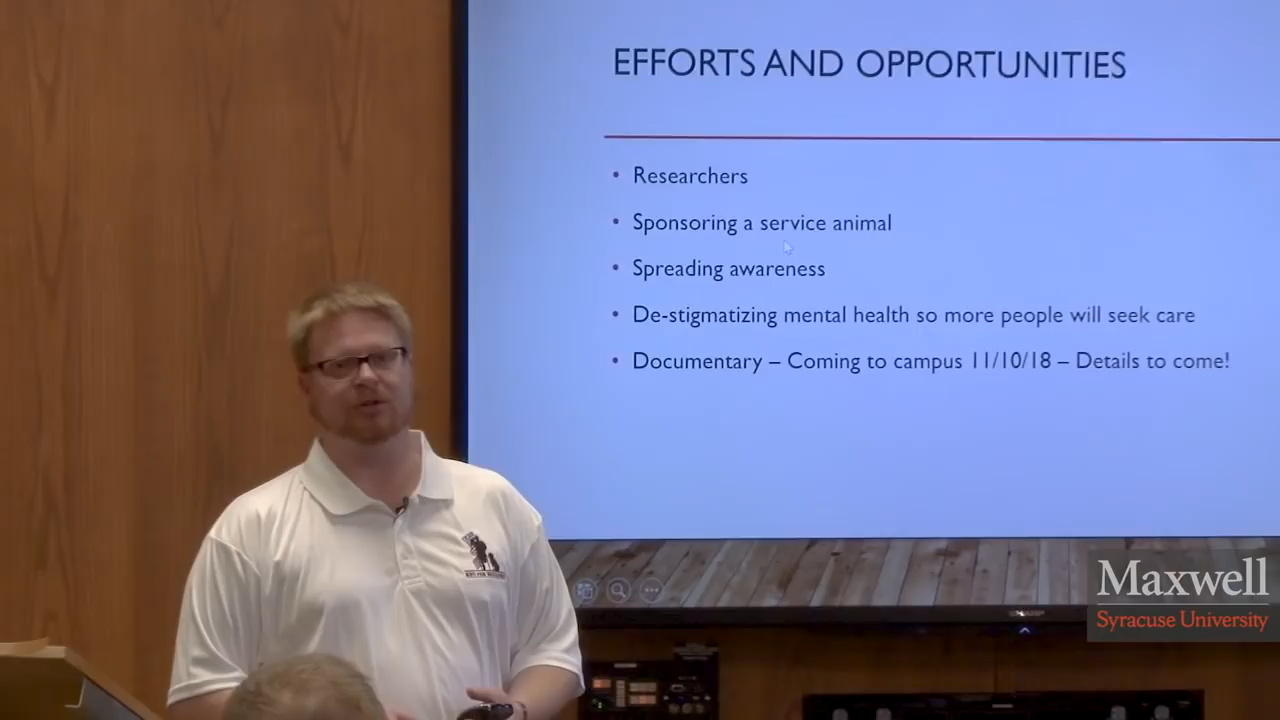 EFFORTS AND OPPORTUNITIES
• Researchers
• Sponsoring a service animal
• Spreading awareness
• De-stigmatizing mental health so more people will seek care
• Documentary – Coming to campus 11/10/18 – Details to come!
Maxwell
Syracuse University